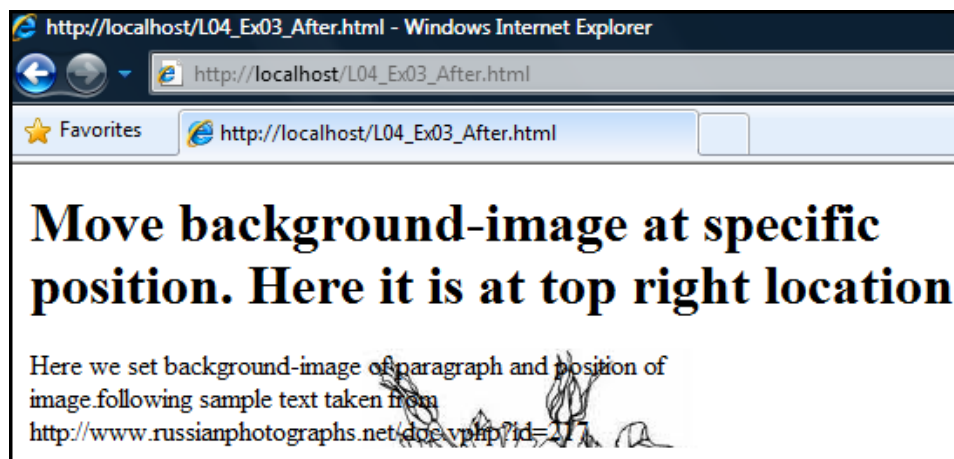 http://localhost/L04_Ex03_After.html - Windows Internet Explorer
http://localhost/L04_Ex03_After.html
Favorites http://localhost/L04_Ex03_After.html
Move background-image at specific
position. Here it is at top right location
Here we set background-image of paragraph and position of
image.following sample text taken from
http://www.russianphotographs.net/doc.vphp?id=217